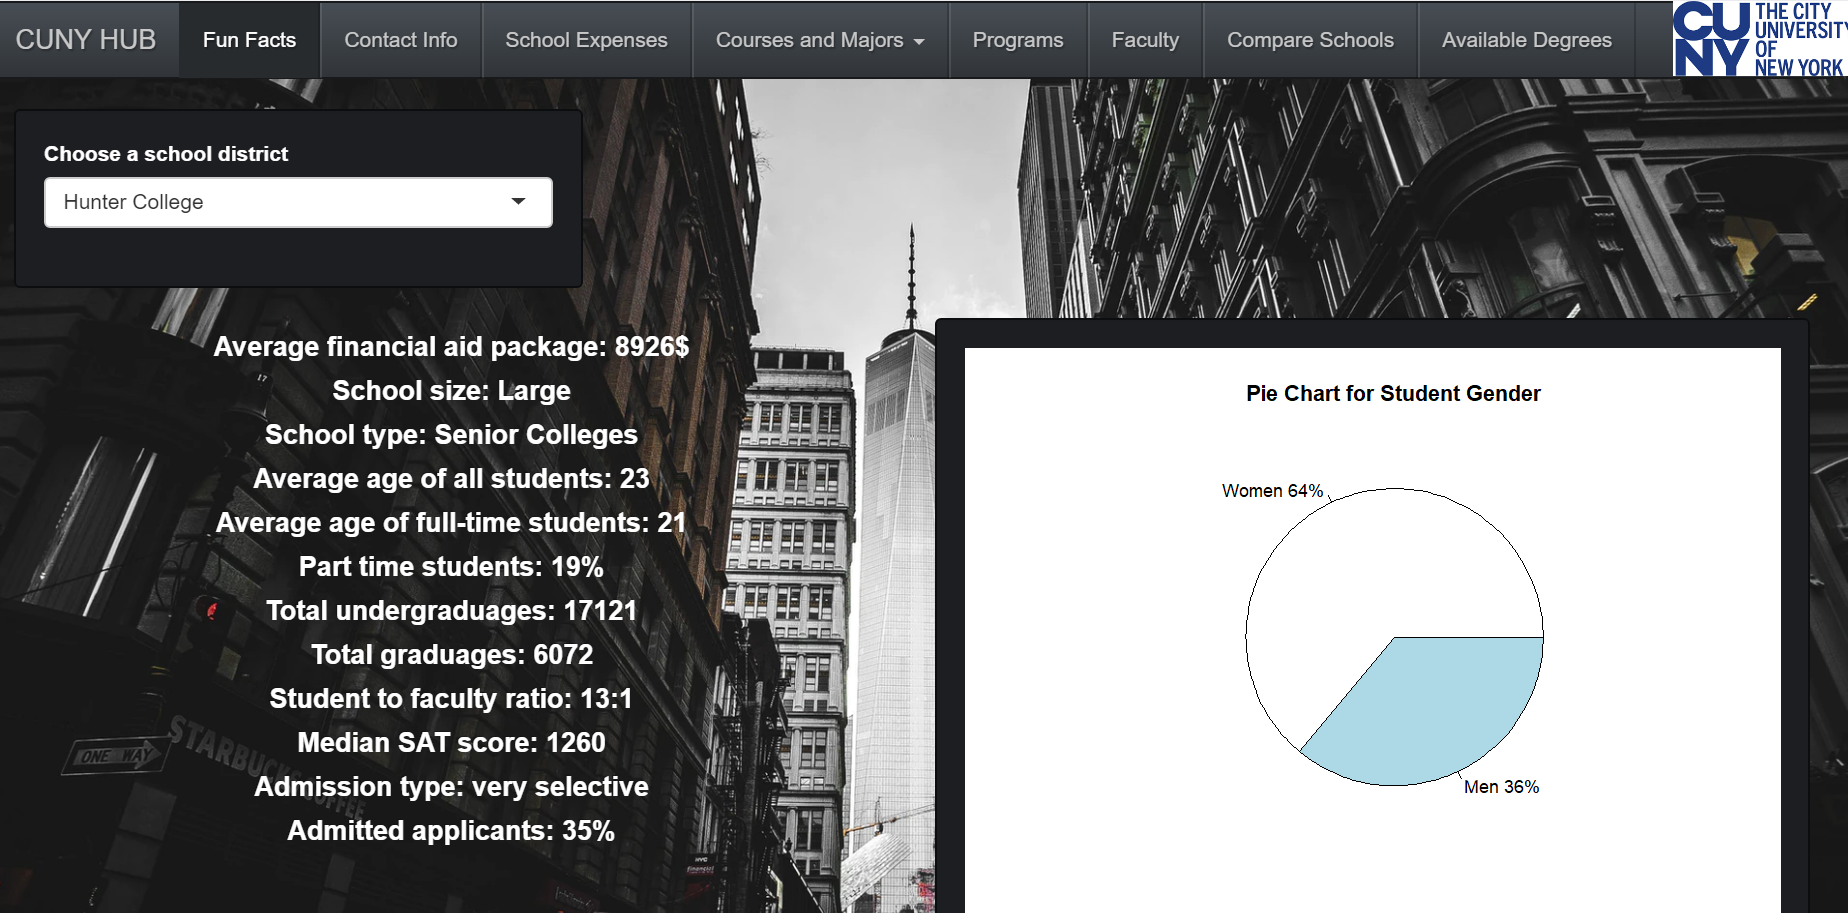 CUNY HUB
Fun Facts
Contact Info
School Expenses
Courses and Majors
Programs
Faculty
Compare Schools
Available Degrees
CU
NY
THE CITY
UNIVERSITY
OF
NEW YORK
Choose a school district
Hunter College
Average financial aid package: 8926$
School size: Large
School type: Senior Colleges
Average age of all students: 23
Average age of full-time students: 21
Part time students: 19%
Total undergraduages: 17121
Total graduages: 6072
Student to faculty ratio: 13:1
Median SAT score: 1260
Admission type: very selective
Admitted applicants: 35%
17
ONE WAY
STARBUCKS
COFFEE
NYC
Pie Chart for Student Gender
Women 64%
Men 36%